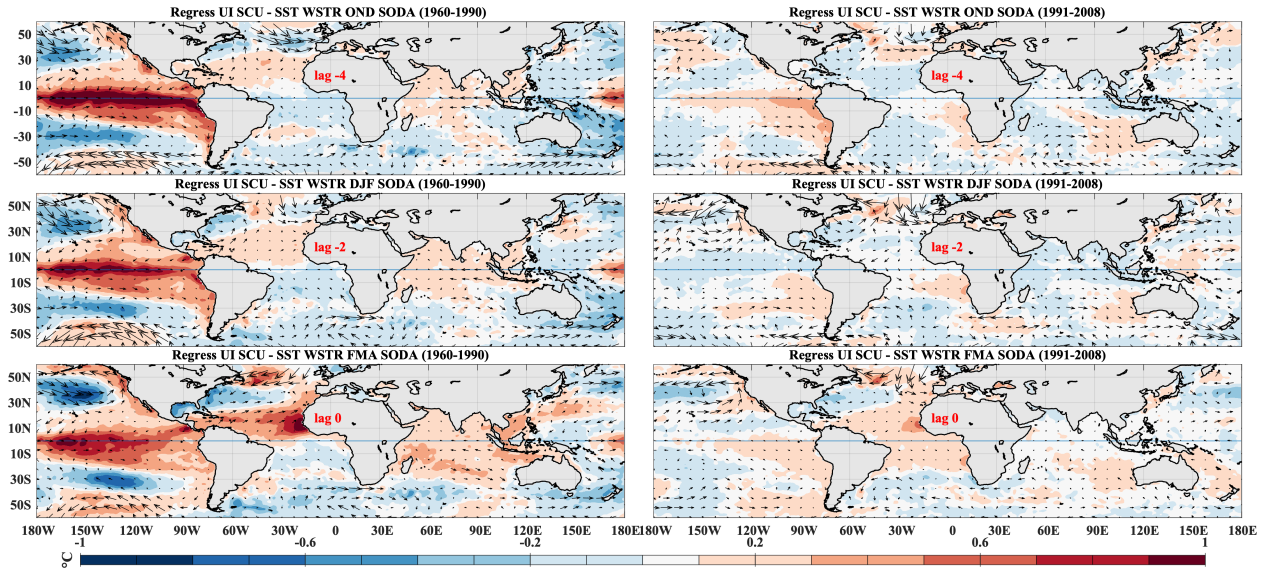 Regress UI SCU - SST WSTR OND SODA (1960-1990)
Regress UI SCU - SST WSTR OND SODA (1991-2008)
50
30
10
-10
-30
-50
lag -4
lag -4
Regress UI SCU - SST WSTR DJF SODA (1960-1990)
Regress UI SCU - SST WSTR DJF SODA (1991-2008)
50N
30N
10N
10S
30S
50S
lag -2
lag -2
Regress UI SCU - SST WSTR FMA SODA (1960-1990)
Regress UI SCU - SST WSTR FMA SODA (1991-2008)
50N
30N
10N
10S
30S
50S
lag 0
lag 0
180W 150W 120W 90W 60W 30W 0 30E 60E 90E 120E 150E 180E
180W 150W 120W 90W 60W 30W 0 30E 60E 90E 120E 150E 180E
°C
-1 -0.6 -0.2 0.2 0.6 1